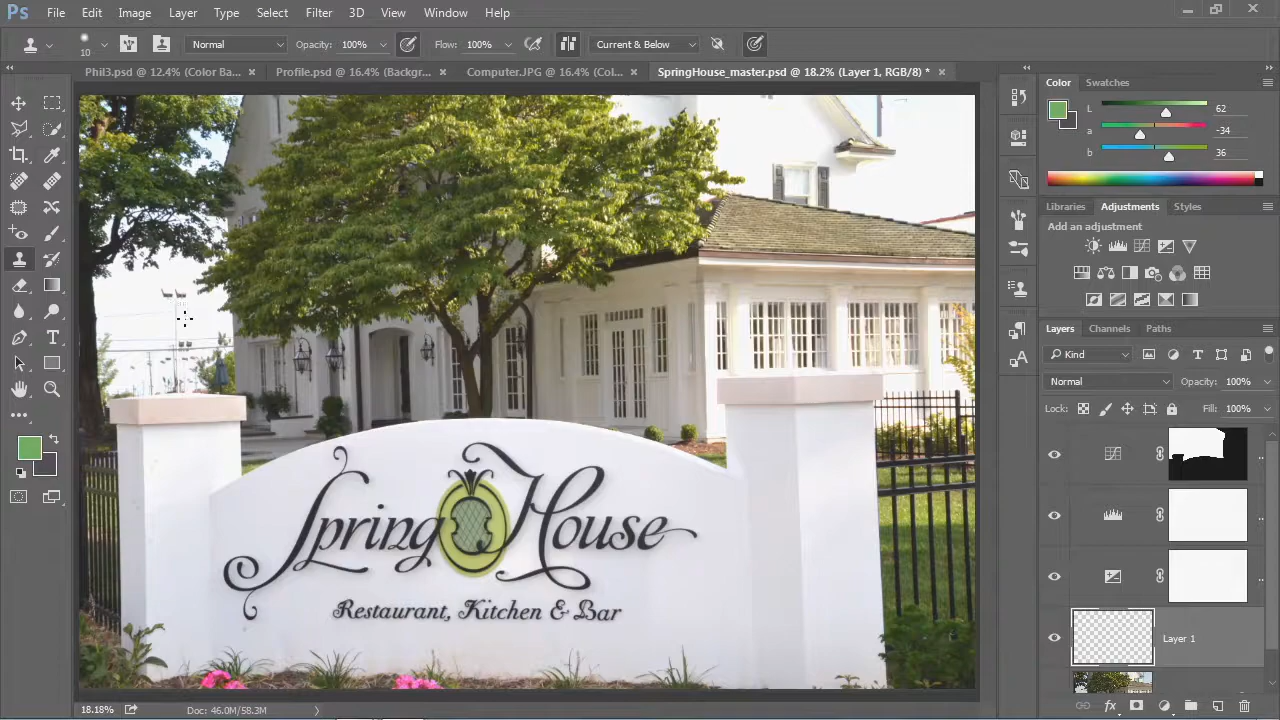 Ps File Edit Image Layer Type Select Filter 3D View Window Help
10 Normal Opacity: 100% Flow: 100% Current & Below
Phil3.psd @ 12.4% (Color Ba... × Profile.psd @ 16.4% (Backgr... × Computer.JPG @ 16.4% (Col... × SpringHouse_master.psd @ 18.2% (Layer 1, RGB/8) * ×
Color Swatches
L 62
a -34
b 36
Libraries Adjustments Styles
Add an adjustment
Layers Channels Paths
Kind
Normal Opacity: 100%
Lock: Fill: 100%
Layer 1
Spring House
Restaurant, Kitchen & Bar
18.18% Doc: 46.0M/58.3M